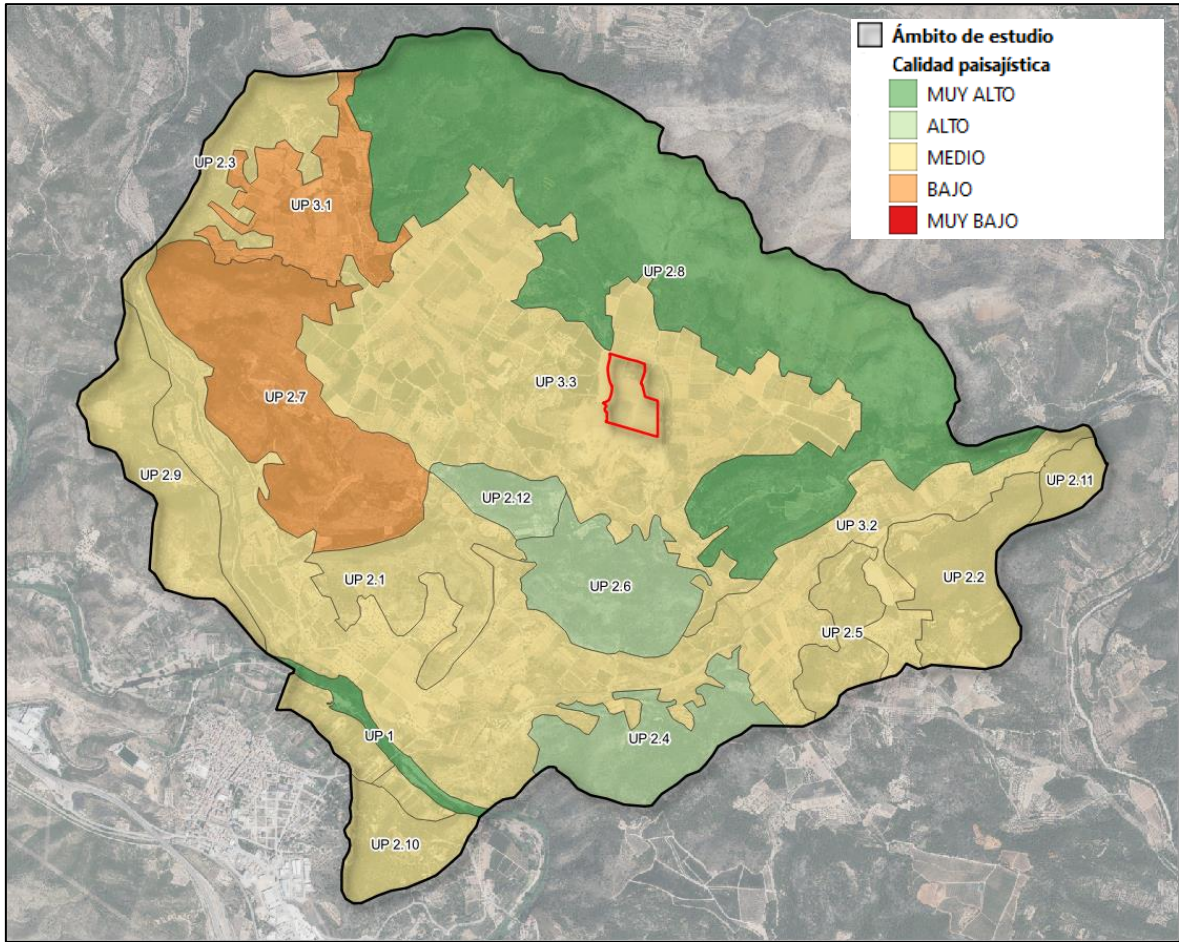 Ámbito de estudio
Calidad paisajística
MUY ALTO
ALTO
MEDIO
BAJO
MUY BAJO
UP 2.3
UP 3.1
UP 2.8
UP 3.3
UP 2.7
UP 2.9
UP 2.12
UP 2.11
UP 3.2
UP 2.1
UP 2.6
UP 2.2
UP 2.5
UP 1
UP 2.4
UP 2.10